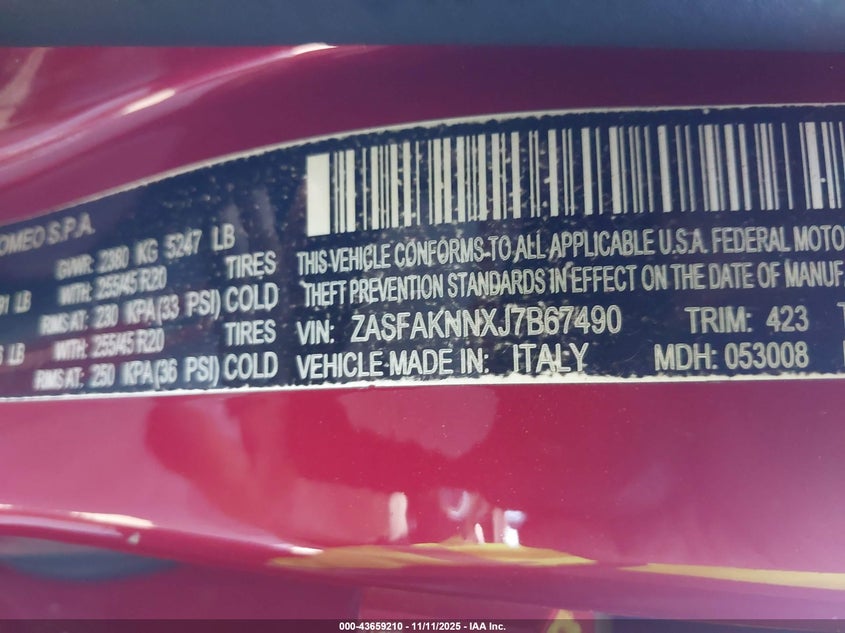 OMEO S.P.A.
GVWR: 2380 KG 5247 LB
LB WITH: 255/45 R20 TIRES
RIMS AT: 230 KPA (33 PSI) COLD
LB WITH: 255/45 R20 TIRES
RIMS AT: 250 KPA (36 PSI) COLD
THIS VEHICLE CONFORMS TO ALL APPLICABLE U.S.A. FEDERAL MOTO
THEFT PREVENTION STANDARDS IN EFFECT ON THE DATE OF MANUF
VIN: ZASFAKNNXJ7B67490 TRIM: 423
VEHICLE MADE IN: ITALY MDH: 053008
000-43659210 - 11/11/2025 - IAA Inc.